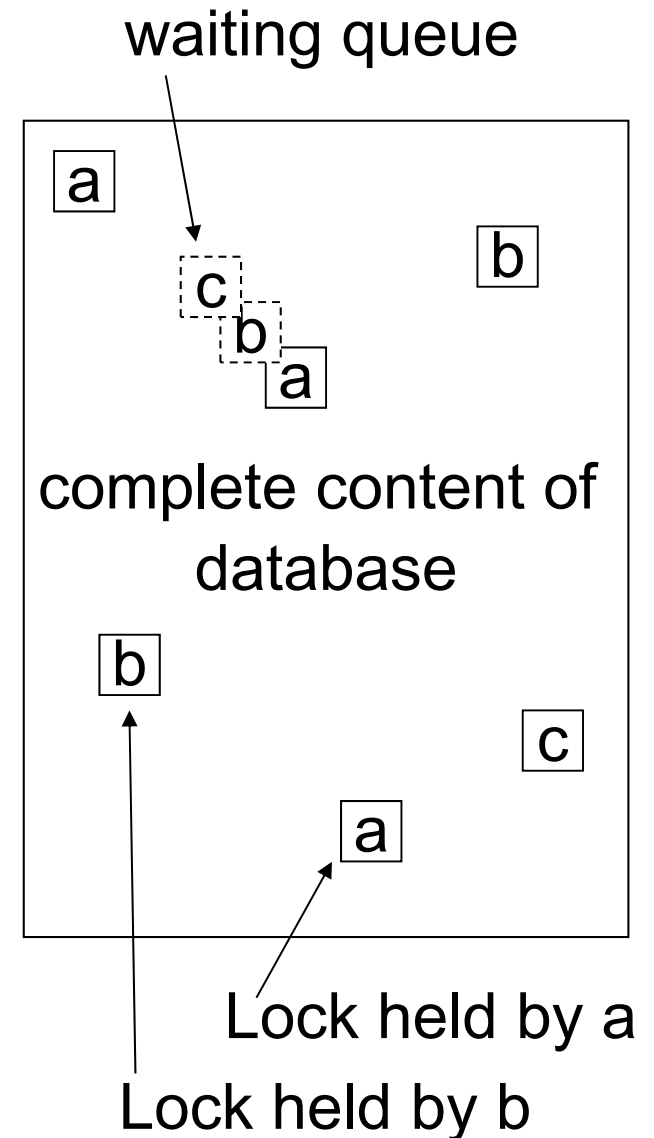 waiting queue
a
b
c
b
a
complete content of
database
b
c
a
Lock held by a
Lock held by b